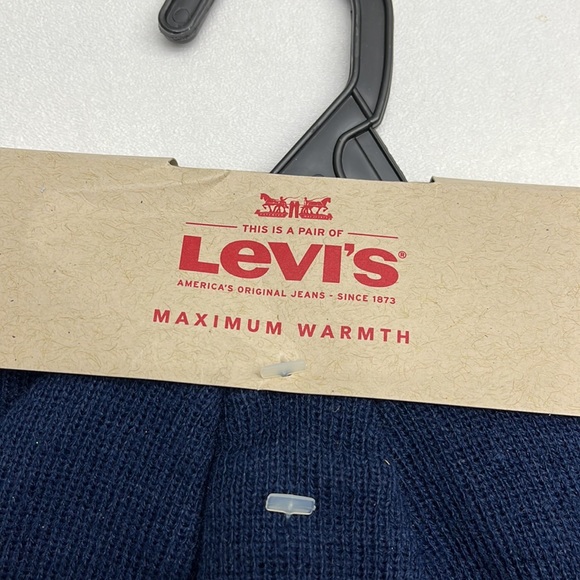 THIS IS A PAIR OF
Levi's®
AMERICA'S ORIGINAL JEANS - SINCE 1873
MAXIMUM WARMTH